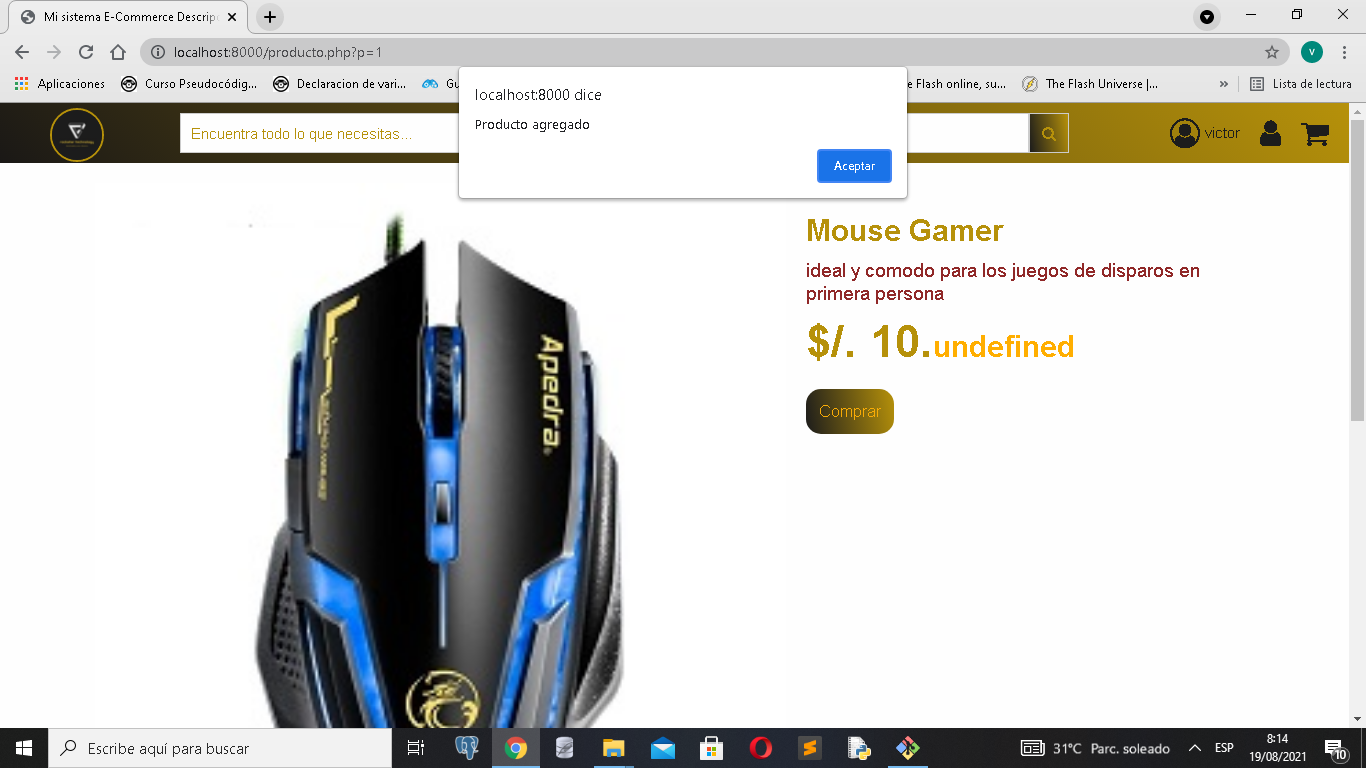 Mi sistema E-Commerce Descrip
localhost:8000/producto.php?p=1
V
Aplicaciones
Curso Pseudocódig...
Declaracion de vari...
Gu
e Flash online, su...
The Flash Universe |...
»
Lista de lectura
localhost:8000 dice
Producto agregado
Aceptar
Encuentra todo lo que necesitas...
victor
Mouse Gamer
ideal y comodo para los juegos de disparos en
primera persona
$/. 10.undefined
Comprar
Apedra
Escribe aquí para buscar
31°C Parc. soleado
ESP
8:14
19/08/2021
10